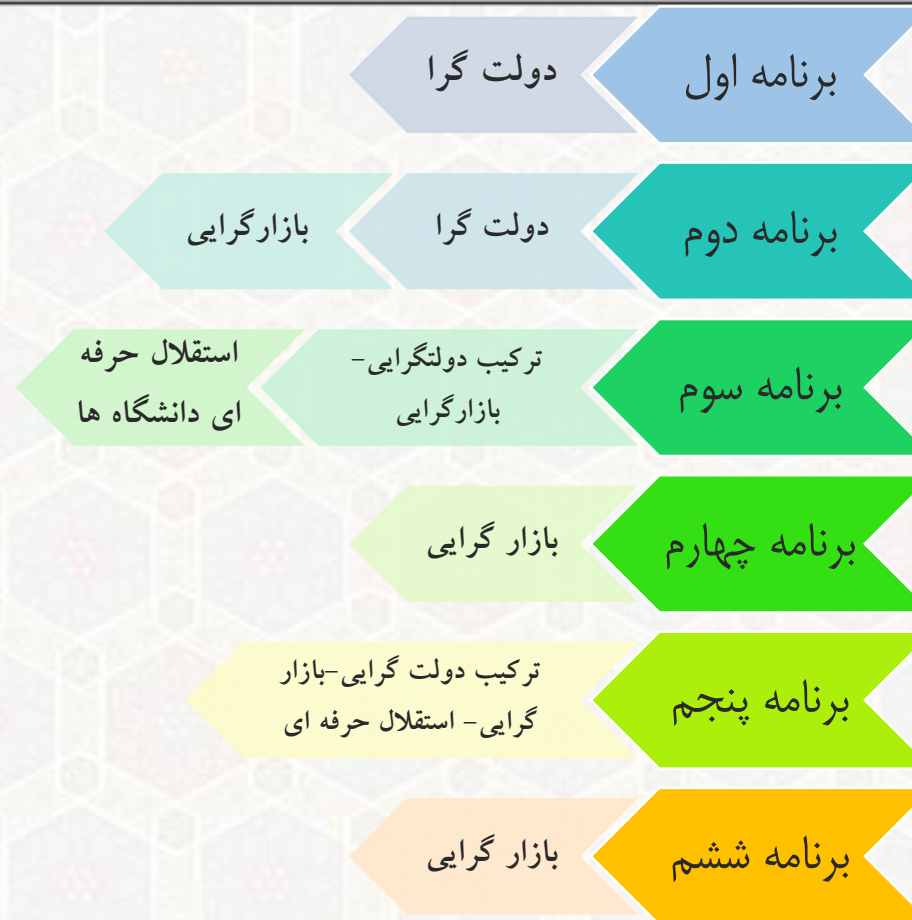 برنامه اول
دولت گرا
برنامه دوم
دولت گرا
بازارگرایی
برنامه سوم
ترکیب دولتگرایی-
بازارگرایی
استقلال حرفه
ای دانشگاه ها
برنامه چهارم
بازار گرایی
برنامه پنجم
ترکیب دولت گرایی-بازار
گرایی- استقلال حرفه ای
برنامه ششم
بازار گرایی